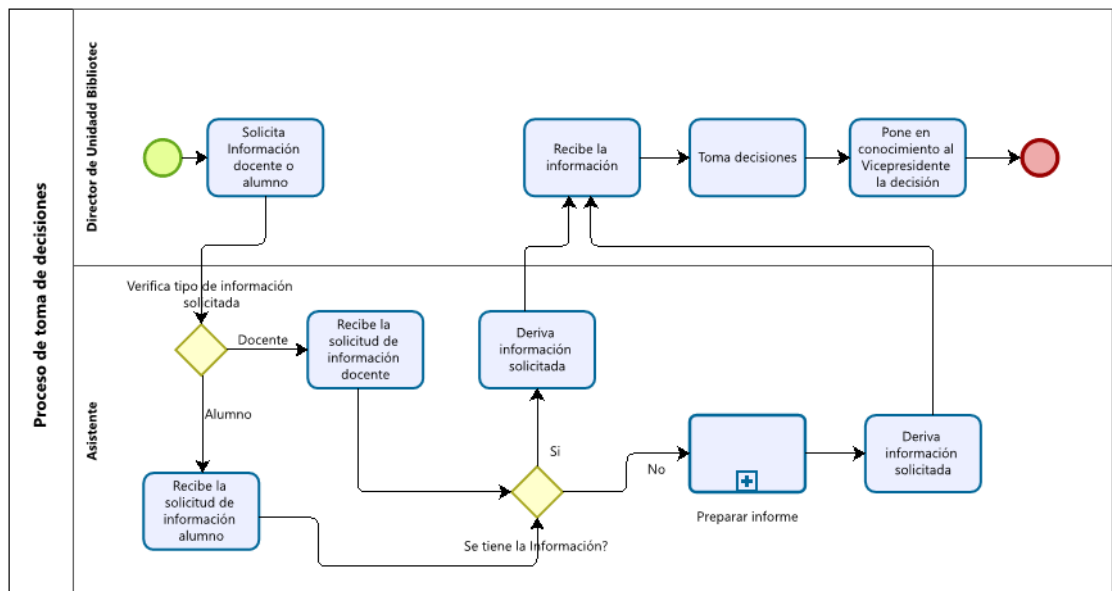 Proceso de toma de decisiones
Director de Unidadd Bibliotec
Solicita
Información
docente o
alumno
Recibe la
información
Toma decisiones
Pone en
conocimiento al
Vicepresidente
la decisión
Asistente
Verifica tipo de información
solicitada
Docente
Recibe la
solicitud de
información
docente
Deriva
información
solicitada
Alumno
Si
No
Deriva
información
solicitada
Recibe la
solicitud de
información
alumno
Preparar informe
Se tiene la Información?